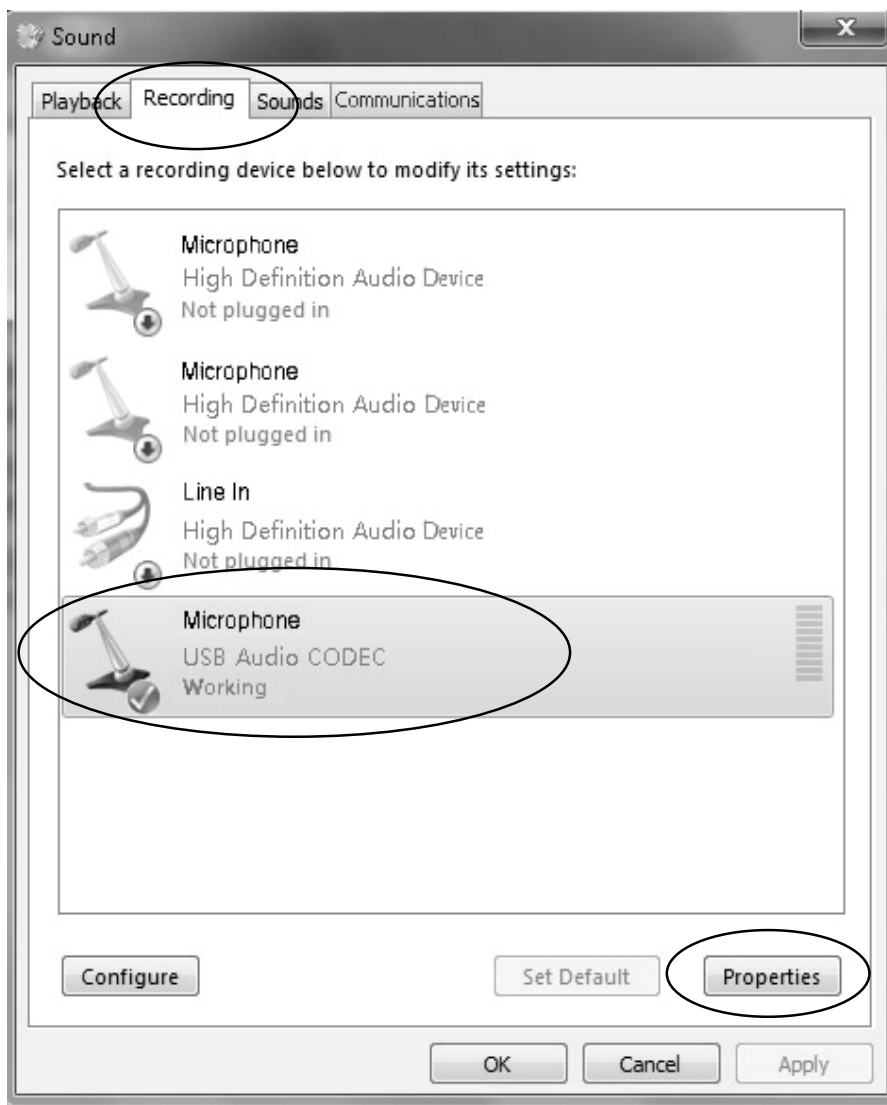 Sound
X
Playback Recording Sounds Communications
Select a recording device below to modify its settings:
Microphone
High Definition Audio Device
Not plugged in
Microphone
High Definition Audio Device
Not plugged in
Line In
High Definition Audio Device
Not plugged in
Microphone
USB Audio CODEC
Working
Configure Set Default Properties
OK Cancel Apply